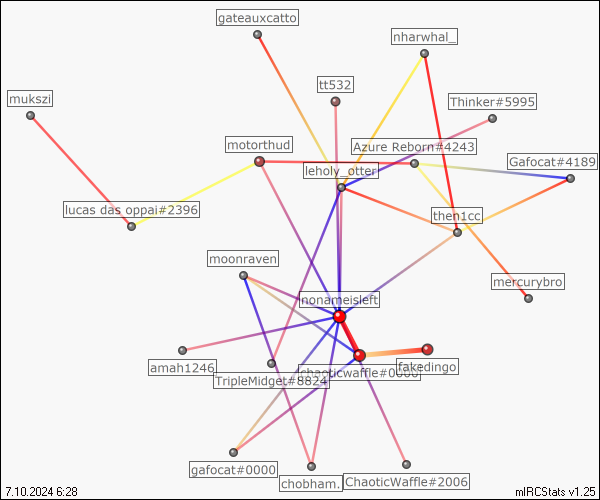 gateauxcatto
nharwhal_
tt532
mukszi
Thinker#5995
motorthud
Azure Reborn#4243
Gafocat#4189
leholy_otter
lucas das oppai#2396
then1cc
moonraven
mercurybro
nonameisleft
amah1246
chaoticwaffle#0000
fakedingo
TripleMidget#8824
gafocat#0000
chobham.
ChaoticWaffle#2006
7.10.2024 6:28
mIRCStats v1.25